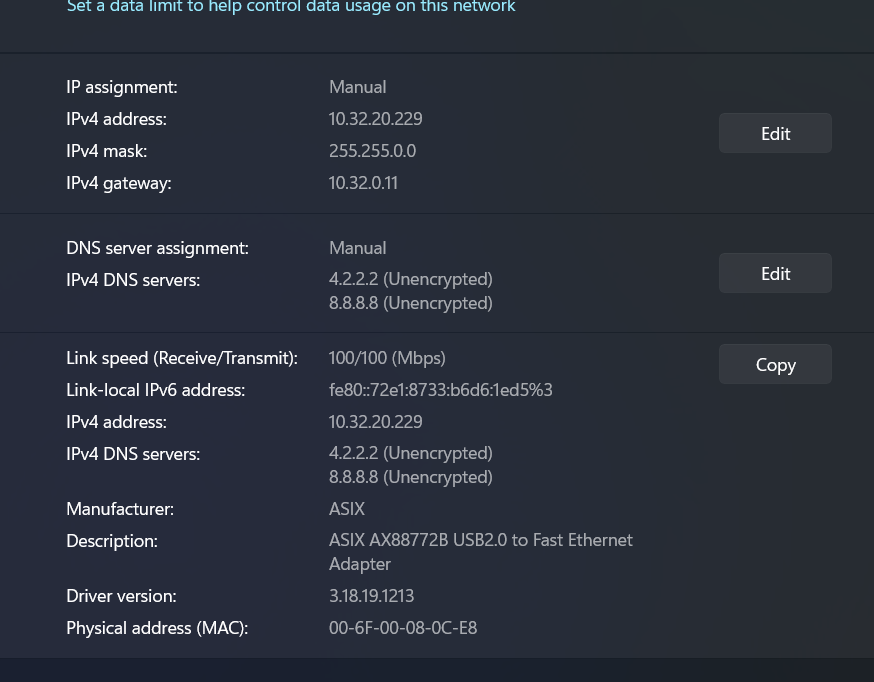 Set a data limit to help control data usage on this network
IP assignment: Manual
IPv4 address: 10.32.20.229
IPv4 mask: 255.255.0.0
IPv4 gateway: 10.32.0.11
Edit
DNS server assignment: Manual
IPv4 DNS servers: 4.2.2.2 (Unencrypted)
8.8.8.8 (Unencrypted)
Edit
Link speed (Receive/Transmit): 100/100 (Mbps)
Link-local IPv6 address: fe80::72e1:8733:b6d6:1ed5%3
IPv4 address: 10.32.20.229
IPv4 DNS servers: 4.2.2.2 (Unencrypted)
8.8.8.8 (Unencrypted)
Manufacturer: ASIX
Description: ASIX AX88772B USB2.0 to Fast Ethernet
Adapter
Driver version: 3.18.19.1213
Physical address (MAC): 00-6F-00-08-0C-E8
Copy